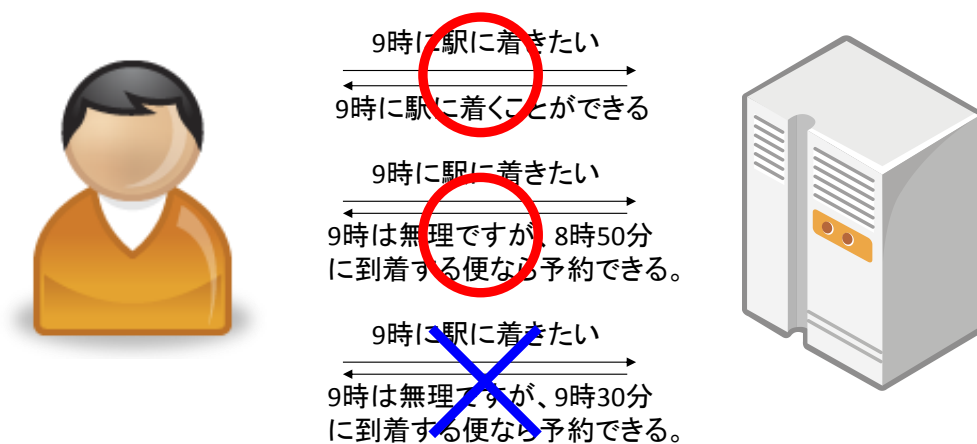 9時に駅に着きたい
9時に駅に着くことができる
9時に駅に着きたい
9時は無理ですが、8時50分
に到着する便なら予約できる。
9時に駅に着きたい
9時は無理ですが、9時30分
に到着する便なら予約できる。